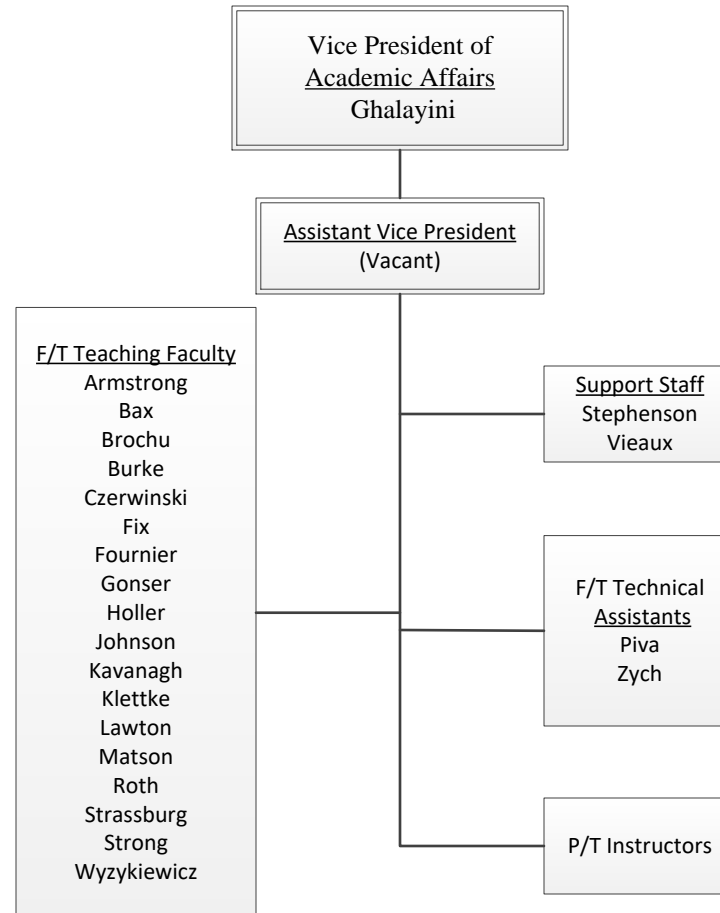 Vice President of
Academic Affairs
Ghalayini
Assistant Vice President
(Vacant)
F/T Teaching Faculty
Armstrong
Bax
Brochu
Burke
Czerwinski
Fix
Fournier
Gonser
Holler
Johnson
Kavanagh
Klettke
Lawton
Matson
Roth
Strassburg
Strong
Wyzykiewicz
Support Staff
Stephenson
Vieaux
F/T Technical
Assistants
Piva
Zych
P/T Instructors